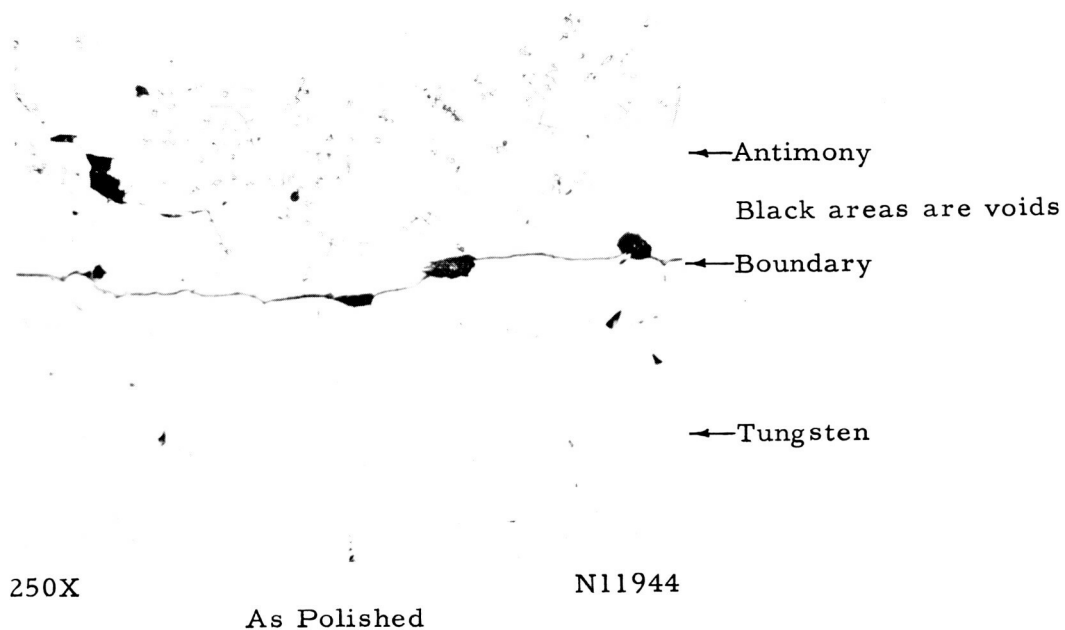 Antimony
Black areas are voids
Boundary
Tungsten
250X
N11944
As Polished